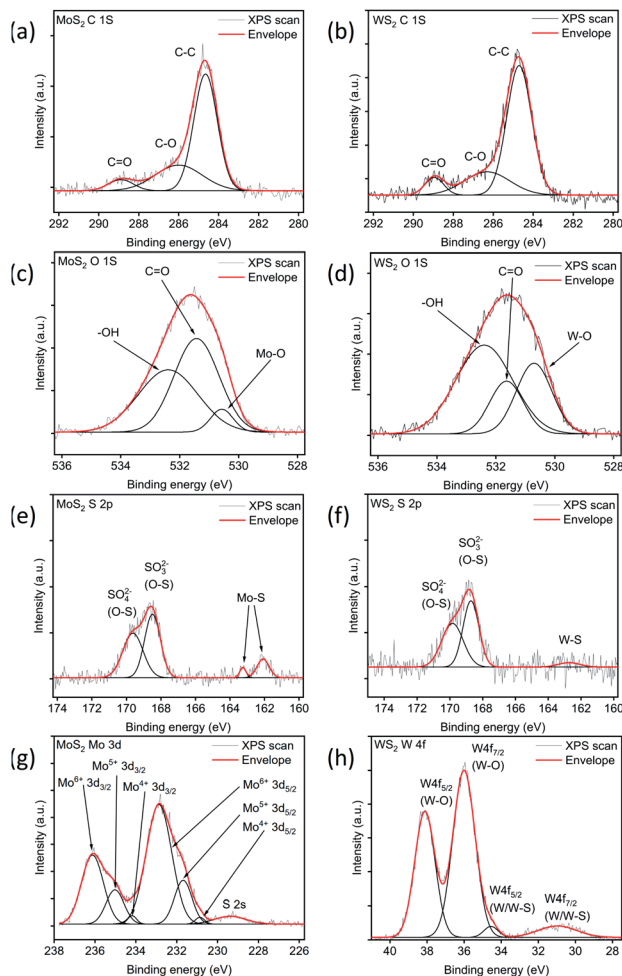 (a)
MoS₂ C 1S
XPS scan
Envelope
C-C
C-O
C=O
Intensity (a.u.)
292 290 288 286 284 282 280
Binding energy (eV)
(b)
WS₂ C 1S
XPS scan
Envelope
C-C
C-O
C=O
Intensity (a.u.)
292 290 288 286 284 282 280
Binding energy (eV)
(c)
MoS₂ O 1S
XPS scan
Envelope
C=O
-OH
Mo-O
Intensity (a.u.)
536 534 532 530 528
Binding energy (eV)
(d)
WS₂ O 1S
XPS scan
Envelope
C=O
-OH
W-O
Intensity (a.u.)
536 534 532 530 528
Binding energy (eV)
(e)
MoS₂ S 2p
XPS scan
Envelope
SO₃²⁻
(O-S)
SO₄²⁻
(O-S)
Mo-S
Intensity (a.u.)
174 172 170 168 166 164 162 160
Binding energy (eV)
(f)
WS₂ S 2p
XPS scan
Envelope
SO₃²⁻
(O-S)
SO₄²⁻
(O-S)
W-S
Intensity (a.u.)
174 172 170 168 166 164 162 160
Binding energy (eV)
(g)
MoS₂ Mo 3d
XPS scan
Envelope
Mo⁵⁺ 3d₃/₂
Mo⁶⁺ 3d₃/₂
Mo⁴⁺ 3d₃/₂
Mo⁶⁺ 3d₅/₂
Mo⁵⁺ 3d₅/₂
Mo⁴⁺ 3d₅/₂
S 2s
Intensity (a.u.)
238 236 234 232 230 228 226
Binding energy (eV)
(h)
WS₂ W 4f
XPS scan
Envelope
W4f₇/₂
(W-O)
W4f₅/₂
(W-O)
W4f₅/₂
(W/W-S)
W4f₇/₂
(W/W-S)
Intensity (a.u.)
40 38 36 34 32 30 28
Binding energy (eV)